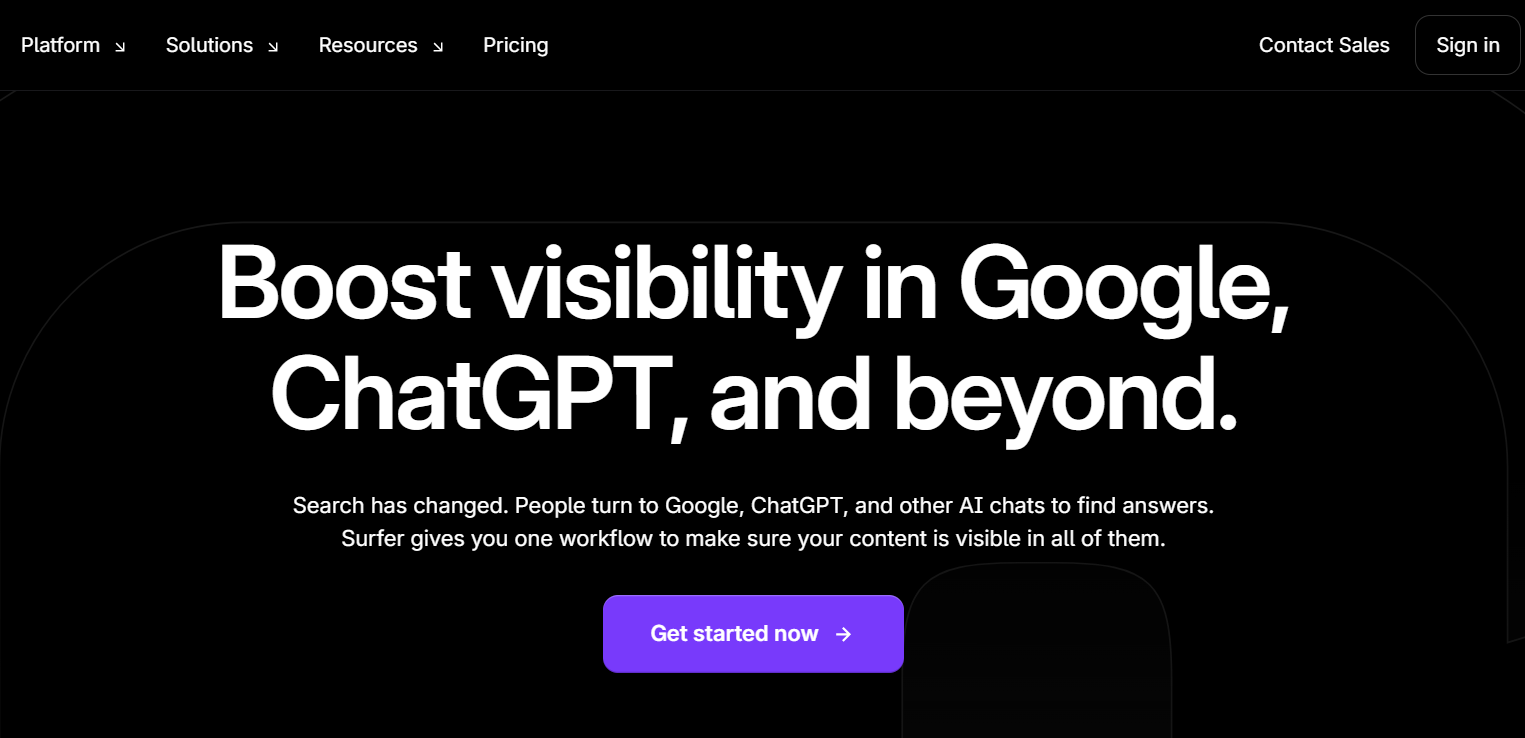 Platform
Solutions
Resources
Pricing
Contact Sales
Sign in
Boost visibility in Google,
ChatGPT, and beyond.
Search has changed. People turn to Google, ChatGPT, and other AI chats to find answers.
Surfer gives you one workflow to make sure your content is visible in all of them.
Get started now